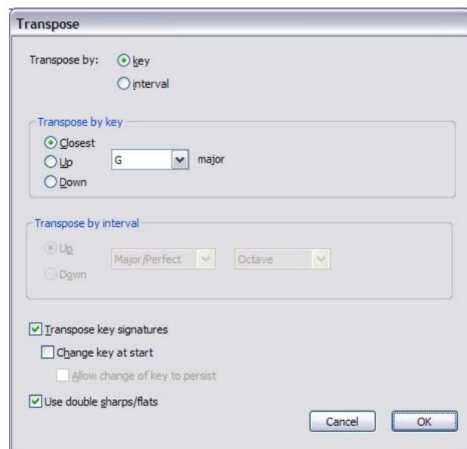 Transpose
Transpose by: key
interval
Transpose by key
Closest
Up G major
Down
Transpose by interval
Up Major/Perfect Octave
Down
Transpose key signatures
Change key at start
Allow change of key to persist
Use double sharps/flats
Cancel OK